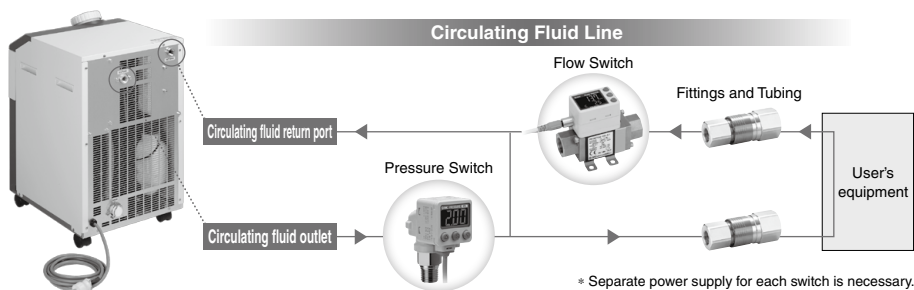 Circulating Fluid Line
Flow Switch
Fittings and Tubing
Circulating fluid return port
Pressure Switch
User's
equipment
200
Circulating fluid outlet
* Separate power supply for each switch is necessary.